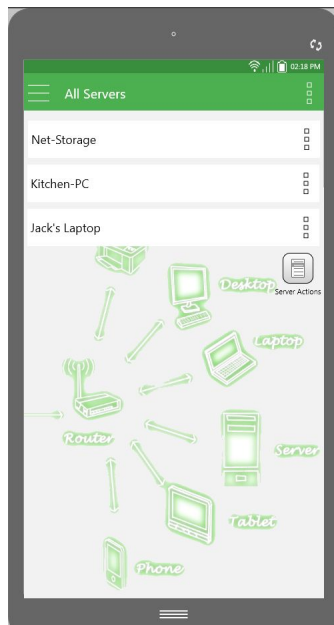 02:18 PM
All Servers
Net-Storage
Kitchen-PC
Jack's Laptop
Desktop
Server Actions
Laptop
Router
Server
Tablet
Phone